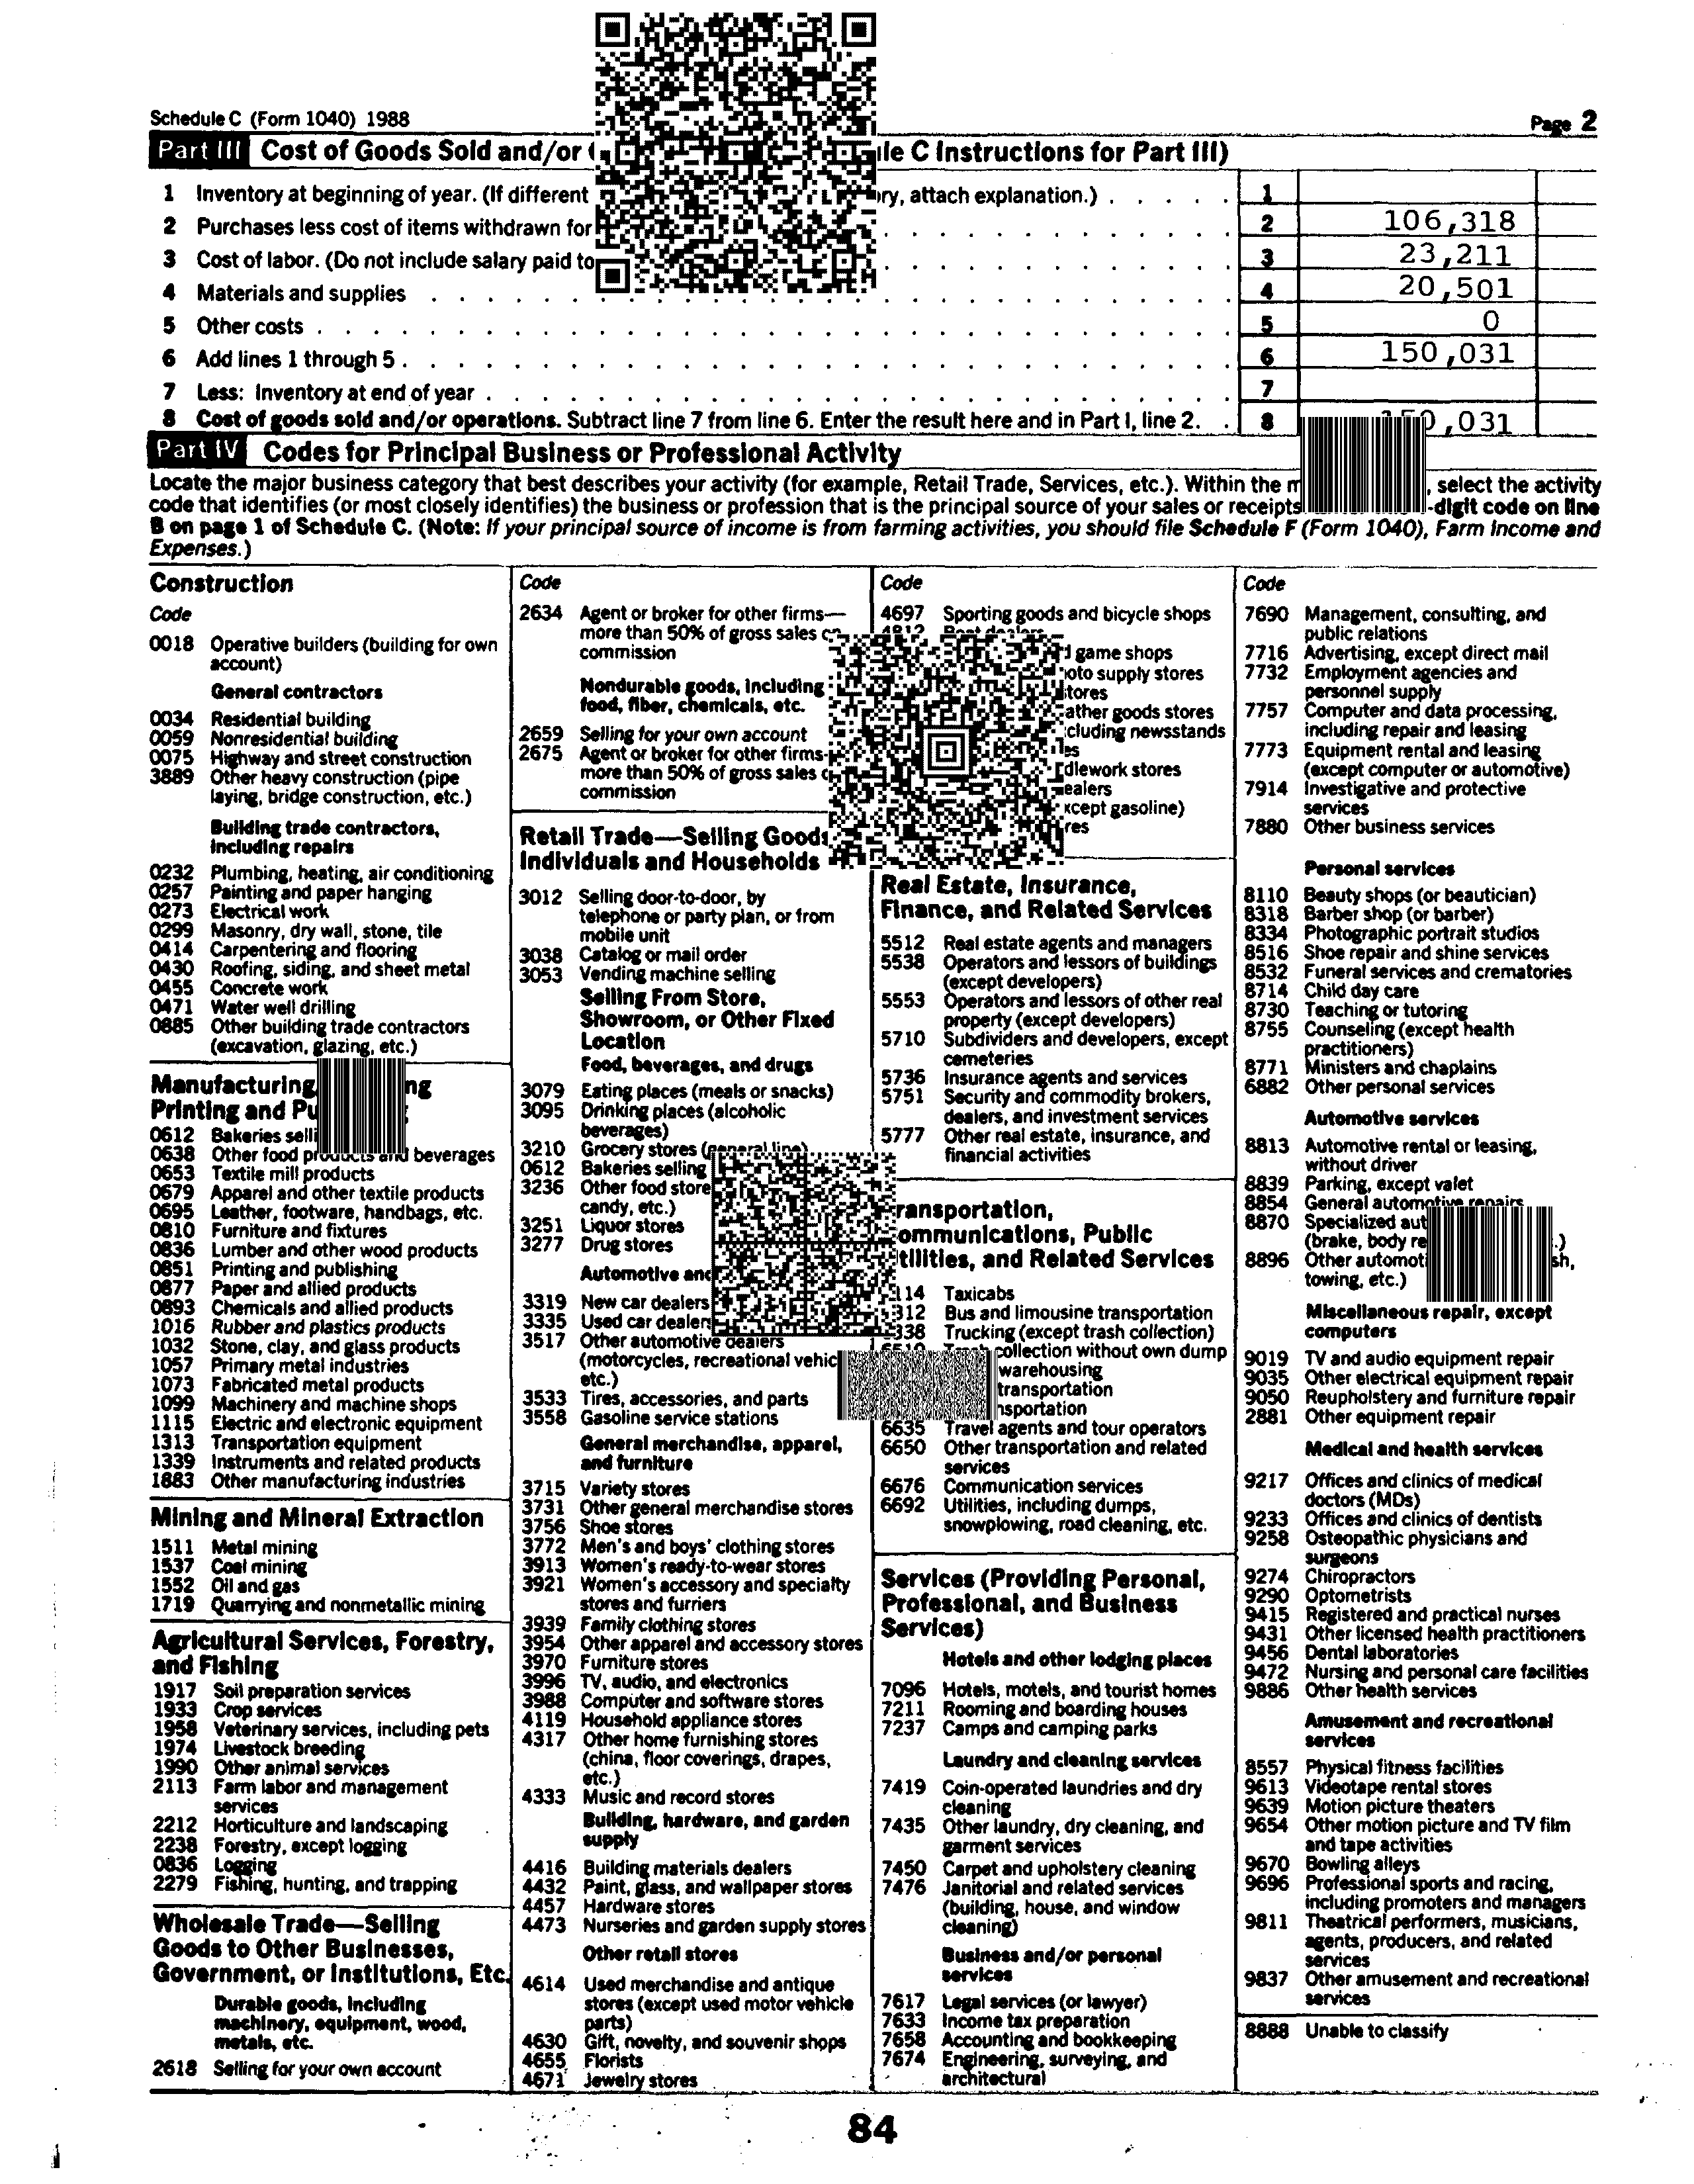 Schedule C (Form 1040) 1988
Page 2
Part III Cost of Goods Sold and/or le C Instructions for Part III)
1 Inventory at beginning of year. (If different ry, attach explanation.) . . . . . 1
2 Purchases less cost of items withdrawn for . . . . . . . . . . . . . 2 106,318
3 Cost of labor. (Do not include salary paid to . . . . . . . . . . . . . 3 23,211
4 Materials and supplies . . . . . . . . . . . . . . . . . . . . 4 20,501
5 Other costs . . . . . . . . . . . . . . . . . . . . . . . . . 5 0
6 Add lines 1 through 5 . . . . . . . . . . . . . . . . . . . . . 6 150,031
7 Less: Inventory at end of year . . . . . . . . . . . . . . . . . . 7
8 Cost of goods sold and/or operations. Subtract line 7 from line 6. Enter the result here and in Part I, line 2. . 8 ,031
Part IV Codes for Principal Business or Professional Activity
Locate the major business category that best describes your activity (for example, Retail Trade, Services, etc.). Within the , select the activity
code that identifies (or most closely identifies) the business or profession that is the principal source of your sales or receipts -digit code on line
B on page 1 of Schedule C. (Note: If your principal source of income is from farming activities, you should file Schedule F (Form 1040), Farm Income and
Expenses.)
Construction
Code
0018 Operative builders (building for own
account)
General contractors
0034 Residential building
0059 Nonresidential building
0075 Highway and street construction
3889 Other heavy construction (pipe
laying, bridge construction, etc.)
Building trade contractors,
including repairs
0232 Plumbing, heating, air conditioning
0257 Painting and paper hanging
0273 Electrical work
0299 Masonry, dry wall, stone, tile
0414 Carpentering and flooring
0430 Roofing, siding, and sheet metal
0455 Concrete work
0471 Water well drilling
0885 Other building trade contractors
(excavation, glazing, etc.)
Manufacturing, ng
Printing and Pu
0612 Bakeries selli
0638 Other food products and beverages
0653 Textile mill products
0679 Apparel and other textile products
0695 Leather, footware, handbags, etc.
0810 Furniture and fixtures
0836 Lumber and other wood products
0851 Printing and publishing
0877 Paper and allied products
0893 Chemicals and allied products
1016 Rubber and plastics products
1032 Stone, clay, and glass products
1057 Primary metal industries
1073 Fabricated metal products
1099 Machinery and machine shops
1115 Electric and electronic equipment
1313 Transportation equipment
1339 Instruments and related products
1883 Other manufacturing industries
Mining and Mineral Extraction
1511 Metal mining
1537 Coal mining
1552 Oil and gas
1719 Quarrying and nonmetallic mining
Agricultural Services, Forestry,
and Fishing
1917 Soil preparation services
1933 Crop services
1958 Veterinary services, including pets
1974 Livestock breeding
1990 Other animal services
2113 Farm labor and management
services
2212 Horticulture and landscaping
2238 Forestry, except logging
0836 Logging
2279 Fishing, hunting, and trapping
Wholesale Trade—Selling
Goods to Other Businesses,
Government, or Institutions, Etc.
Durable goods, including
machinery, equipment, wood,
metals, etc.
2618 Selling for your own account
Code
2634 Agent or broker for other firms—
more than 50% of gross sales on
commission
Nondurable goods, including
food, fiber, chemicals, etc.
2659 Selling for your own account
2675 Agent or broker for other firms-
more than 50% of gross sales
commission
Retail Trade—Selling Goods
Individuals and Households
3012 Selling door-to-door, by
telephone or party plan, or from
mobile unit
3038 Catalog or mail order
3053 Vending machine selling
Selling From Store,
Showroom, or Other Fixed
Location
Food, beverages, and drugs
3079 Eating places (meals or snacks)
3095 Drinking places (alcoholic
beverages)
3210 Grocery stores (general line)
0612 Bakeries selling
3236 Other food store
candy, etc.)
3251 Liquor stores
3277 Drug stores
Automotive and
3319 New car dealers
3335 Used car dealer
3517 Other automotive dealers
(motorcycles, recreational vehic
etc.)
3533 Tires, accessories, and parts
3558 Gasoline service stations
General merchandise, apparel,
and furniture
3715 Variety stores
3731 Other general merchandise stores
3756 Shoe stores
3772 Men's and boys' clothing stores
3913 Women's ready-to-wear stores
3921 Women's accessory and specialty
stores and furriers
3939 Family clothing stores
3954 Other apparel and accessory stores
3970 Furniture stores
3996 TV, audio, and electronics
3988 Computer and software stores
4119 Household appliance stores
4317 Other home furnishing stores
(china, floor coverings, drapes,
etc.)
4333 Music and record stores
Building, hardware, and garden
supply
4416 Building materials dealers
4432 Paint, glass, and wallpaper stores
4457 Hardware stores
4473 Nurseries and garden supply stores
Other retail stores
4614 Used merchandise and antique
stores (except used motor vehicle
parts)
4630 Gift, novelty, and souvenir shops
4655 Florists
4671 Jewelry stores
Code
4697 Sporting goods and bicycle shops
4812 Boat dealers
game shops
oto supply stores
stores
ather goods stores
cluding newsstands
es
dlework stores
ealers
xcept gasoline)
res
Real Estate, Insurance,
Finance, and Related Services
5512 Real estate agents and managers
5538 Operators and lessors of buildings
(except developers)
5553 Operators and lessors of other real
property (except developers)
5710 Subdividers and developers, except
cemeteries
5736 Insurance agents and services
5751 Security and commodity brokers,
dealers, and investment services
5777 Other real estate, insurance, and
financial activities
ransportation,
ommunications, Public
tilities, and Related Services
114 Taxicabs
312 Bus and limousine transportation
338 Trucking (except trash collection)
collection without own dump
warehousing
transportation
nsportation
6635 Travel agents and tour operators
6650 Other transportation and related
services
6676 Communication services
6692 Utilities, including dumps,
snowplowing, road cleaning, etc.
Services (Providing Personal,
Professional, and Business
Services)
Hotels and other lodging places
7096 Hotels, motels, and tourist homes
7211 Rooming and boarding houses
7237 Camps and camping parks
Laundry and cleaning services
7419 Coin-operated laundries and dry
cleaning
7435 Other laundry, dry cleaning, and
garment services
7450 Carpet and upholstery cleaning
7476 Janitorial and related services
(building, house, and window
cleaning)
Business and/or personal
services
7617 Legal services (or lawyer)
7633 Income tax preparation
7658 Accounting and bookkeeping
7674 Engineering, surveying, and
architectural
Code
7690 Management, consulting, and
public relations
7716 Advertising, except direct mail
7732 Employment agencies and
personnel supply
7757 Computer and data processing,
including repair and leasing
7773 Equipment rental and leasing
(except computer or automotive)
7914 Investigative and protective
services
7880 Other business services
Personal services
8110 Beauty shops (or beautician)
8318 Barber shop (or barber)
8334 Photographic portrait studios
8516 Shoe repair and shine services
8532 Funeral services and crematories
8714 Child day care
8730 Teaching or tutoring
8755 Counseling (except health
practitioners)
8771 Ministers and chaplains
6882 Other personal services
Automotive services
8813 Automotive rental or leasing,
without driver
8839 Parking, except valet
8854 General automotive repairs
8870 Specialized aut
(brake, body re .)
8896 Other automoti sh,
towing, etc.)
Miscellaneous repair, except
computers
9019 TV and audio equipment repair
9035 Other electrical equipment repair
9050 Reupholstery and furniture repair
2881 Other equipment repair
Medical and health services
9217 Offices and clinics of medical
doctors (MDs)
9233 Offices and clinics of dentists
9258 Osteopathic physicians and
surgeons
9274 Chiropractors
9290 Optometrists
9415 Registered and practical nurses
9431 Other licensed health practitioners
9456 Dental laboratories
9472 Nursing and personal care facilities
9886 Other health services
Amusement and recreational
services
8557 Physical fitness facilities
9613 Videotape rental stores
9639 Motion picture theaters
9654 Other motion picture and TV film
and tape activities
9670 Bowling alleys
9696 Professional sports and racing,
including promoters and managers
9811 Theatrical performers, musicians,
agents, producers, and related
services
9837 Other amusement and recreational
services
8888 Unable to classify
84